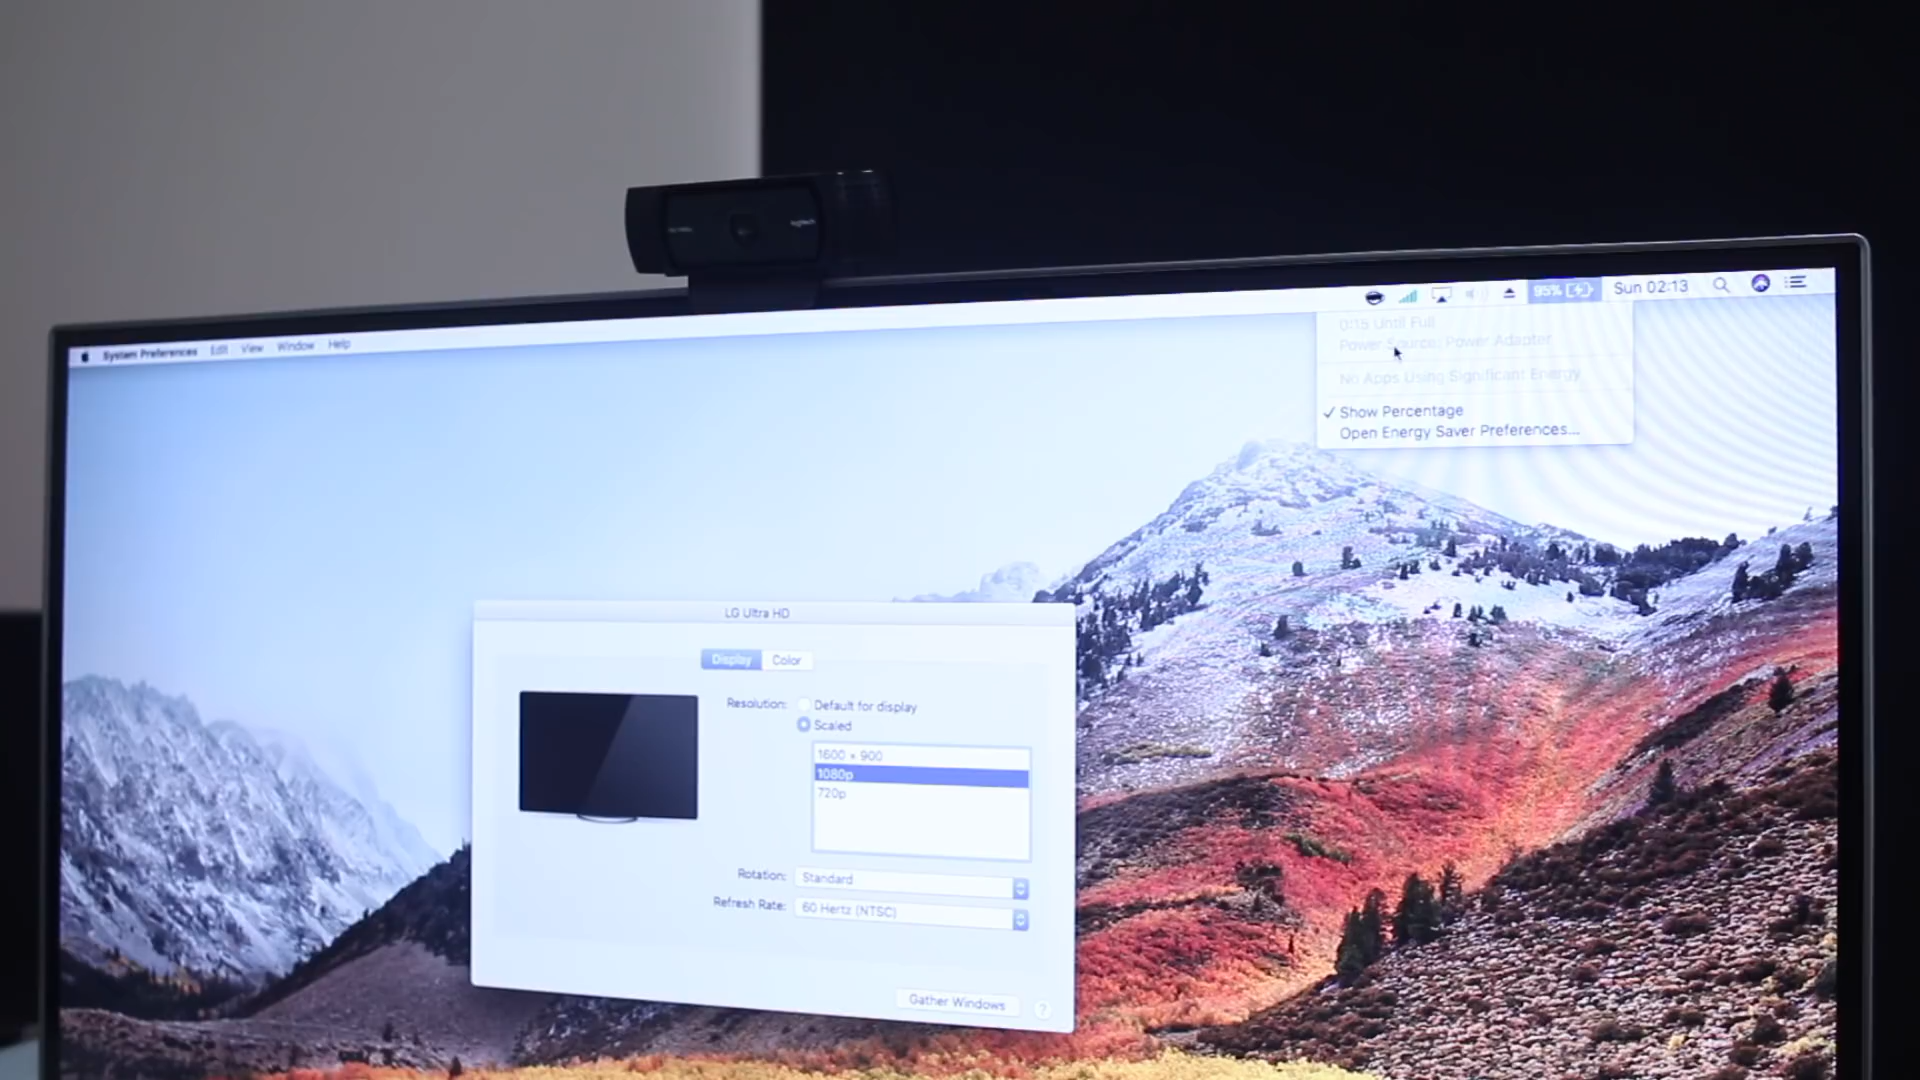 logitech
95%
Sun 02:13
System Preferences Edit View Window Help
0:15 Until Full
Power Source: Power Adapter
No Apps Using Significant Energy
✓ Show Percentage
Open Energy Saver Preferences...
LG Ultra HD
Display Color
Resolution: Default for display
Scaled
1600 × 900
1080p
720p
Rotation: Standard
Refresh Rate: 60 Hertz (NTSC)
Gather Windows ?